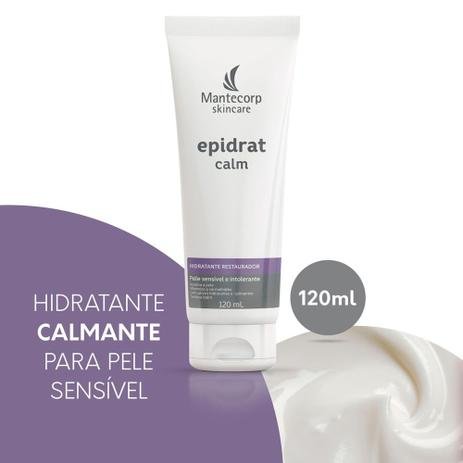 Mantecorp
skincare
epidrat
calm
HIDRATANTE RESTAURADOR
Pele sensível e intolerante
120 mL
120ml
HIDRATANTE
CALMANTE
PARA PELE
SENSÍVEL